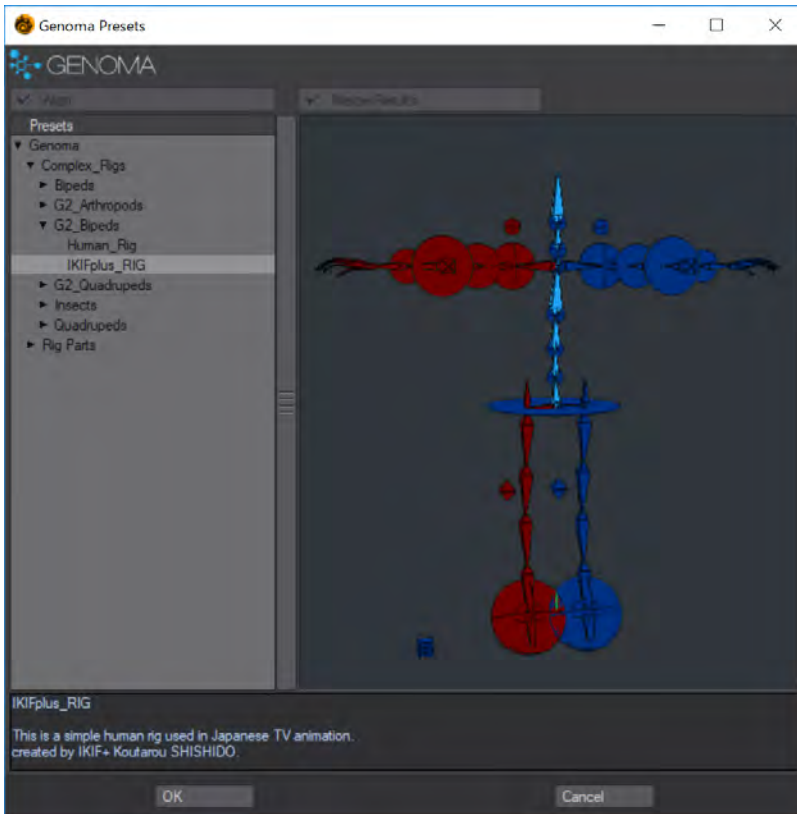 Genoma Presets
GENOMA
Presets
Genoma
Complex_Rigs
Bipeds
G2_Arthropods
G2_Bipeds
Human_Rig
IKIFplus_RIG
G2_Quadrupeds
Insects
Quadrupeds
Rig Parts
IKIFplus_RIG
This is a simple human rig used in Japanese TV animation.
created by IKIF+ Koutarou SHISHIDO.
OK
Cancel